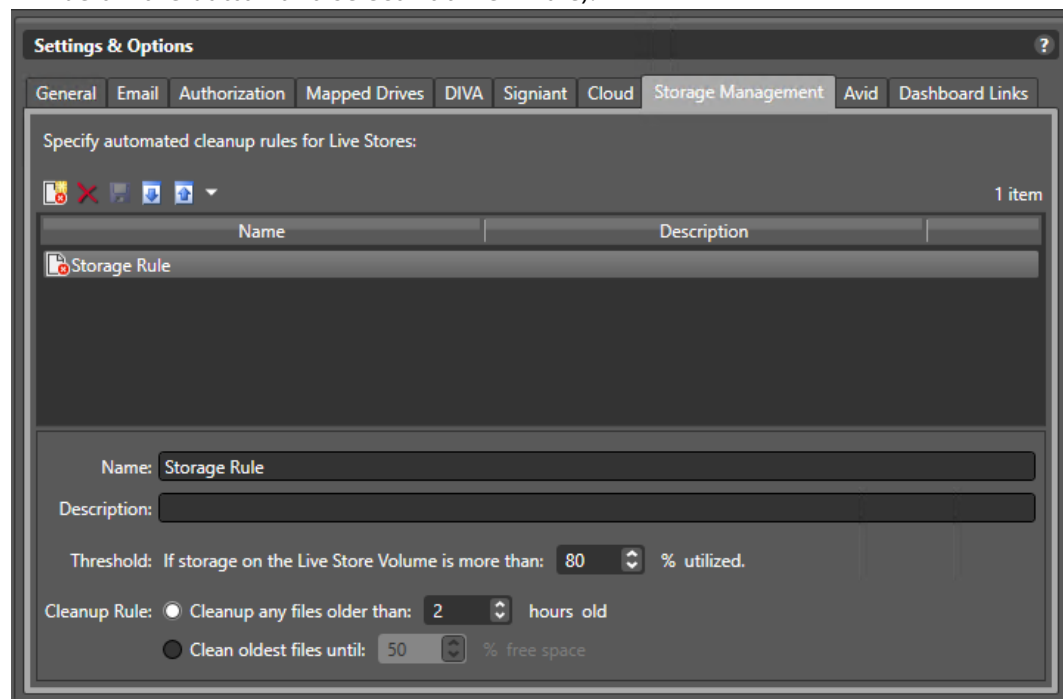 Settings & Options ?
General Email Authorization Mapped Drives DIVA Signiant Cloud Storage Management Avid Dashboard Links
Specify automated cleanup rules for Live Stores:
1 item
Name Description
Storage Rule
Name: Storage Rule
Description:
Threshold: If storage on the Live Store Volume is more than: 80 % utilized.
Cleanup Rule: Cleanup any files older than: 2 hours old
Clean oldest files until: 50 % free space